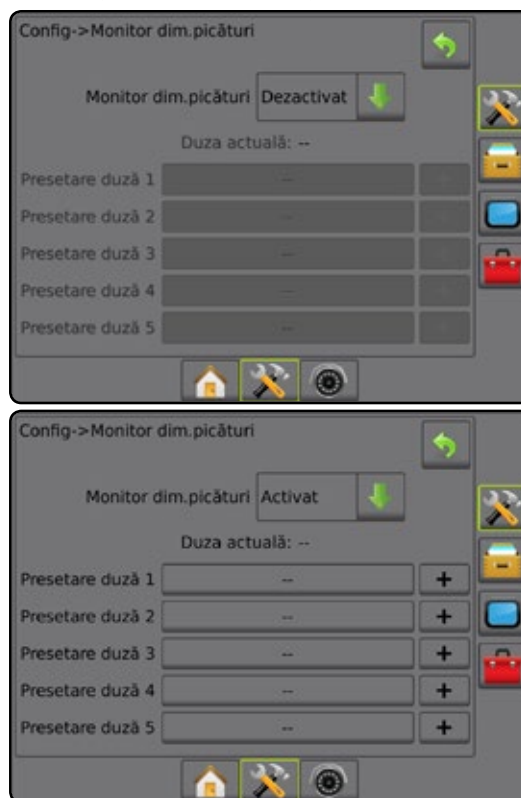 Config->Monitor dim.picături
Monitor dim.picături Dezactivat
Duza actuală: --
Presetare duză 1 --
Presetare duză 2 --
Presetare duză 3 --
Presetare duză 4 --
Presetare duză 5 --
Config->Monitor dim.picături
Monitor dim.picături Activat
Duza actuală: --
Presetare duză 1 -- +
Presetare duză 2 -- +
Presetare duză 3 -- +
Presetare duză 4 -- +
Presetare duză 5 -- +